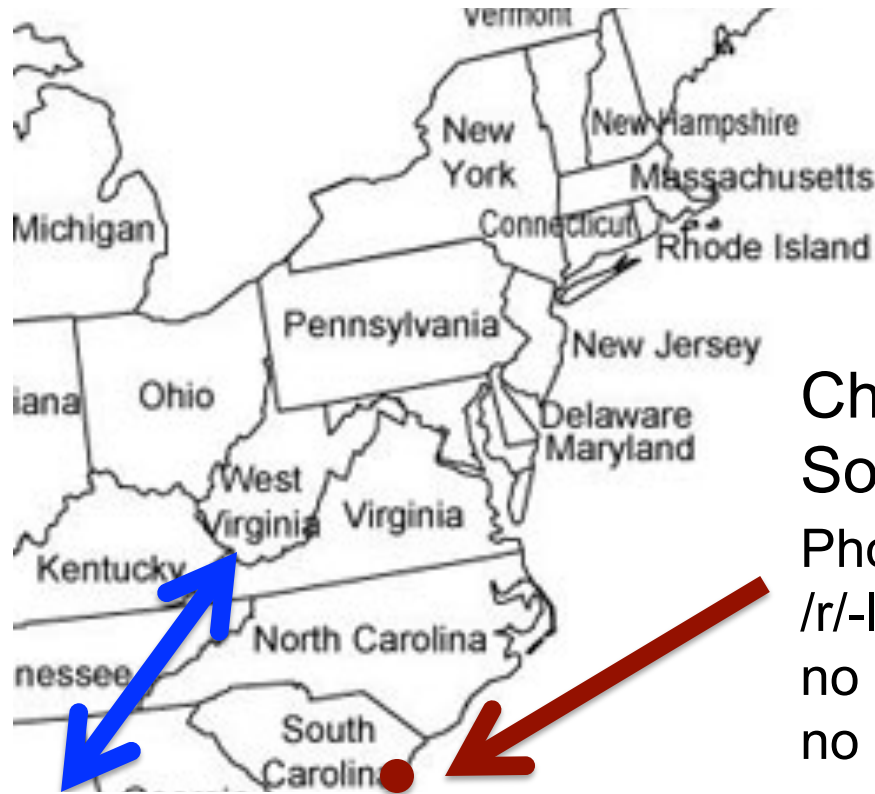 Vermont
New
York
New Hampshire
Massachusetts
Connecticut
Rhode Island
Michigan
Pennsylvania
New Jersey
iana
Ohio
Delaware
Maryland
West
Virginia
Virginia
Kentucky
nessee
North Carolina
South
Carolina
Ch
So
Pho
/r/-l
no
no